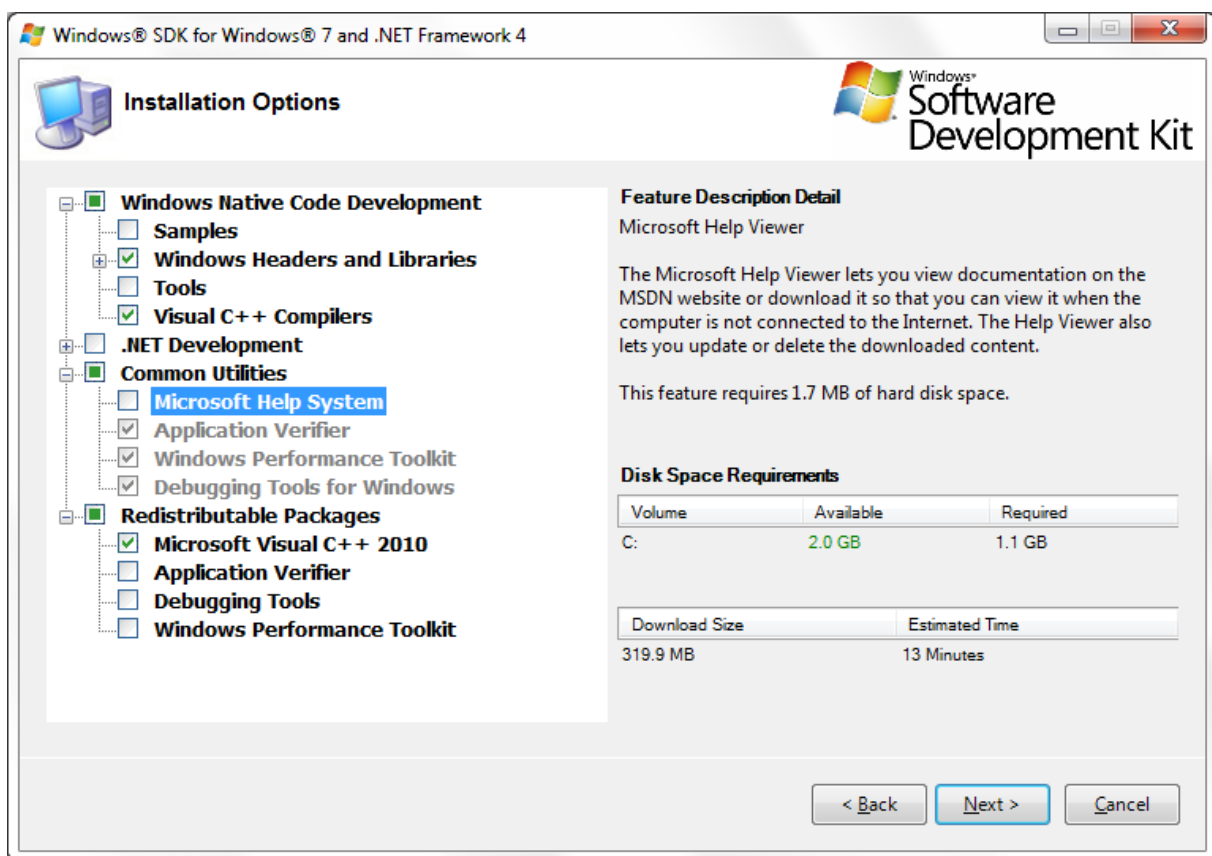 Windows® SDK for Windows® 7 and .NET Framework 4
Installation Options
Windows®
Software
Development Kit
Windows Native Code Development
Samples
Windows Headers and Libraries
Tools
Visual C++ Compilers
.NET Development
Common Utilities
Microsoft Help System
Application Verifier
Windows Performance Toolkit
Debugging Tools for Windows
Redistributable Packages
Microsoft Visual C++ 2010
Application Verifier
Debugging Tools
Windows Performance Toolkit
Feature Description Detail
Microsoft Help Viewer
The Microsoft Help Viewer lets you view documentation on the
MSDN website or download it so that you can view it when the
computer is not connected to the Internet. The Help Viewer also
lets you update or delete the downloaded content.
This feature requires 1.7 MB of hard disk space.
Disk Space Requirements
Volume Available Required
C: 2.0 GB 1.1 GB
Download Size Estimated Time
319.9 MB 13 Minutes
< Back Next > Cancel